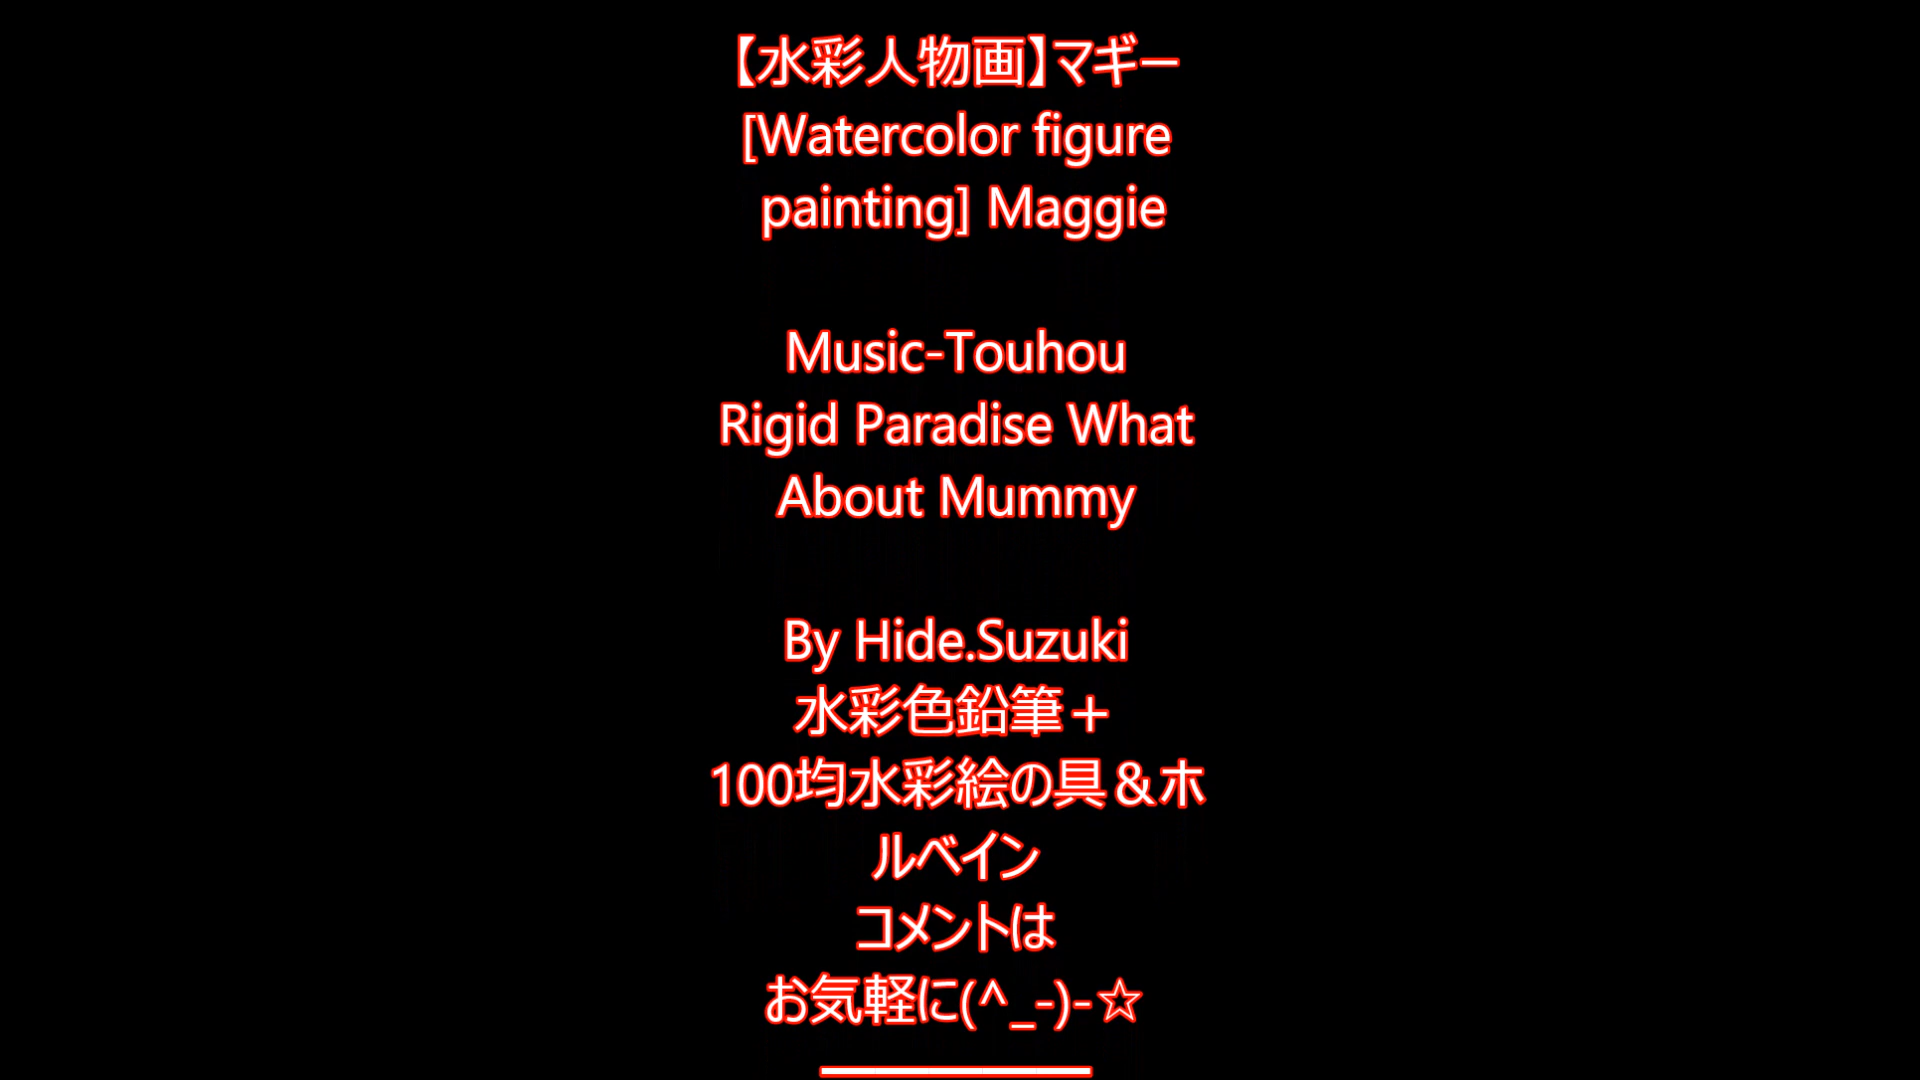 【水彩人物画】マギー
[Watercolor figure
painting] Maggie
Music-Touhou
Rigid Paradise What
About Mummy
By Hide.Suzuki
水彩色鉛筆＋
100均水彩絵の具＆ホ
ルベイン
コメントは
お気軽に(^_-)-☆